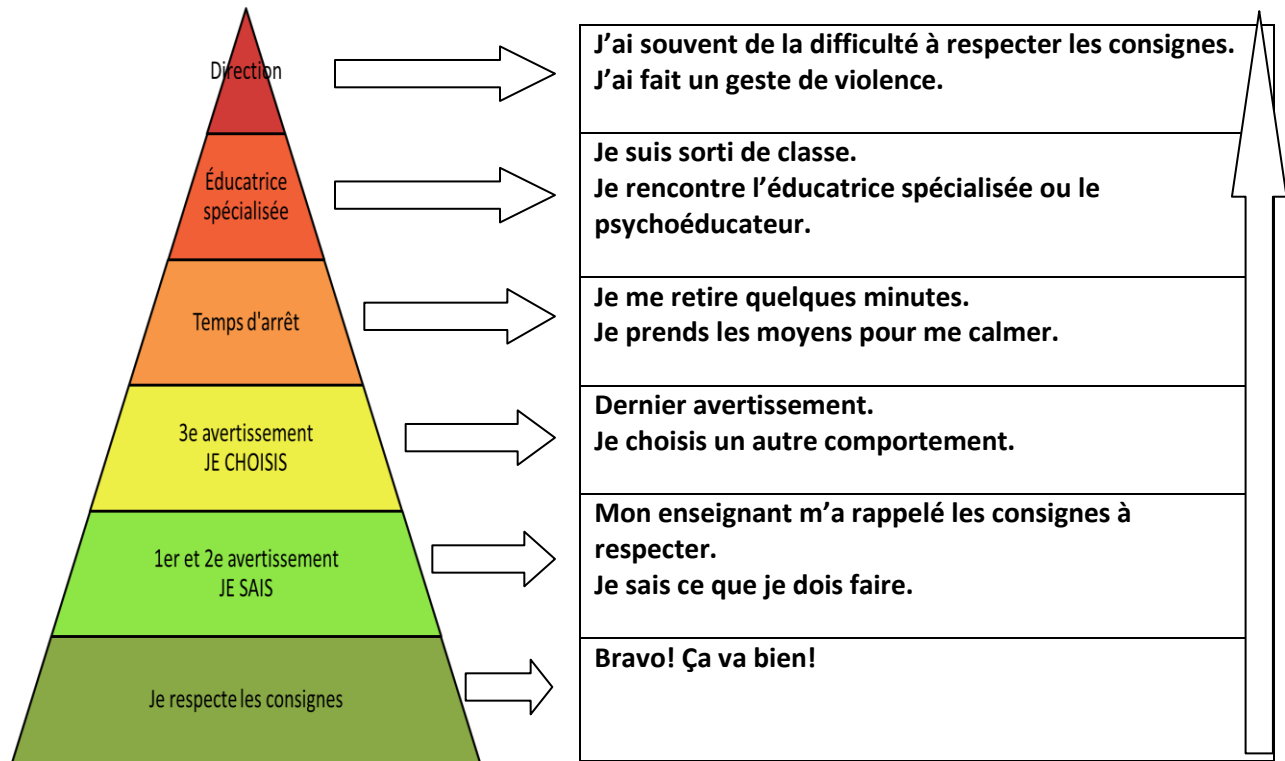 Direction
J’ai souvent de la difficulté à respecter les consignes.
J’ai fait un geste de violence.
Éducatrice
spécialisée
Je suis sorti de classe.
Je rencontre l’éducatrice spécialisée ou le
psychoéducateur.
Temps d'arrêt
Je me retire quelques minutes.
Je prends les moyens pour me calmer.
3e avertissement
JE CHOISIS
Dernier avertissement.
Je choisis un autre comportement.
1er et 2e avertissement
JE SAIS
Mon enseignant m’a rappelé les consignes à
respecter.
Je sais ce que je dois faire.
Je respecte les consignes
Bravo! Ça va bien!